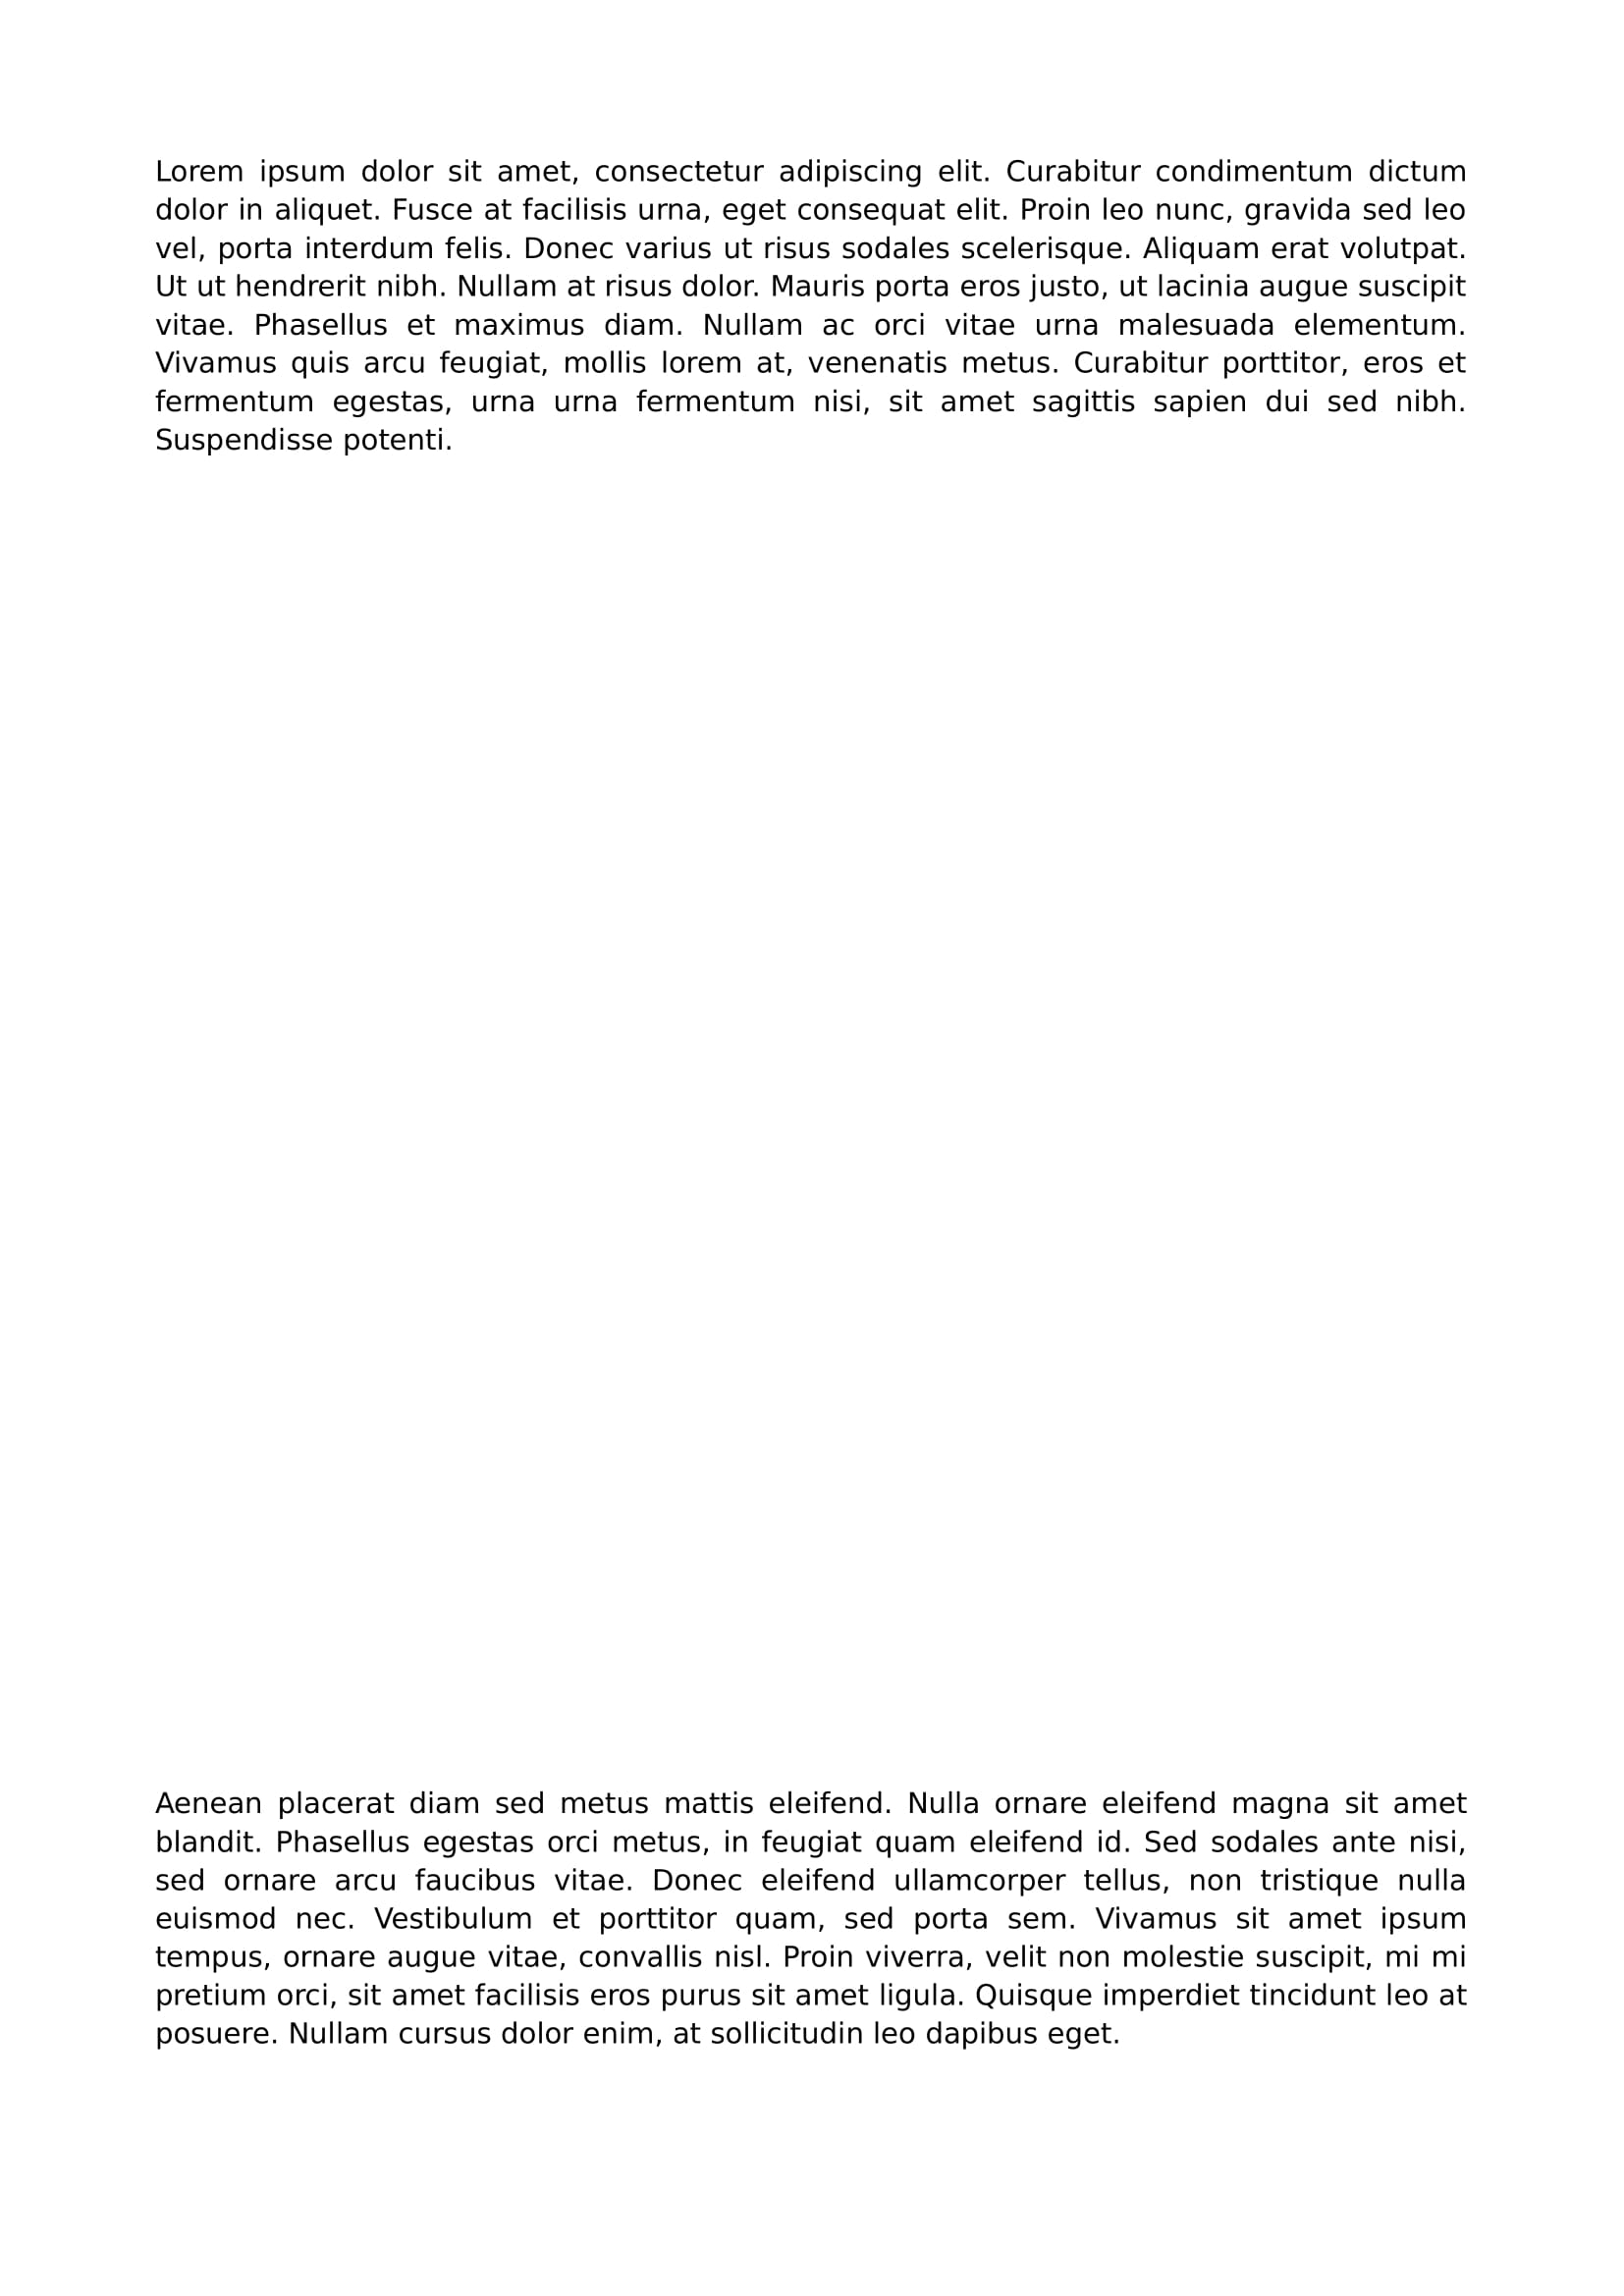 Lorem ipsum dolor sit amet, consectetur adipiscing elit. Curabitur condimentum dictum
dolor in aliquet. Fusce at facilisis urna, eget consequat elit. Proin leo nunc, gravida sed leo
vel, porta interdum felis. Donec varius ut risus sodales scelerisque. Aliquam erat volutpat.
Ut ut hendrerit nibh. Nullam at risus dolor. Mauris porta eros justo, ut lacinia augue suscipit
vitae. Phasellus et maximus diam. Nullam ac orci vitae urna malesuada elementum.
Vivamus quis arcu feugiat, mollis lorem at, venenatis metus. Curabitur porttitor, eros et
fermentum egestas, urna urna fermentum nisi, sit amet sagittis sapien dui sed nibh.
Suspendisse potenti.
Aenean placerat diam sed metus mattis eleifend. Nulla ornare eleifend magna sit amet
blandit. Phasellus egestas orci metus, in feugiat quam eleifend id. Sed sodales ante nisi,
sed ornare arcu faucibus vitae. Donec eleifend ullamcorper tellus, non tristique nulla
euismod nec. Vestibulum et porttitor quam, sed porta sem. Vivamus sit amet ipsum
tempus, ornare augue vitae, convallis nisl. Proin viverra, velit non molestie suscipit, mi mi
pretium orci, sit amet facilisis eros purus sit amet ligula. Quisque imperdiet tincidunt leo at
posuere. Nullam cursus dolor enim, at sollicitudin leo dapibus eget.